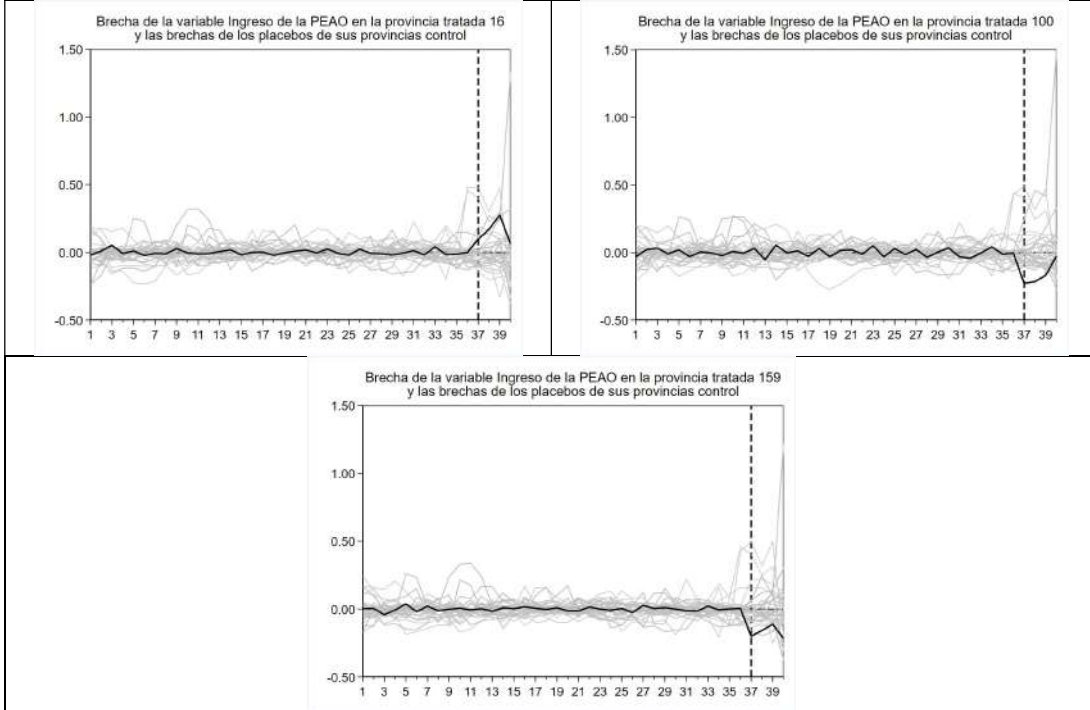 Brecha de la variable Ingreso de la PEAO en la provincia tratada 16
y las brechas de los placebos de sus provincias control
1.50
1.00
0.50
0.00
-0.50
1 3 5 7 9 11 13 15 17 19 21 23 25 27 29 31 33 35 37 39
Brecha de la variable Ingreso de la PEAO en la provincia tratada 100
y las brechas de los placebos de sus provincias control
1.50
1.00
0.50
0.00
-0.50
1 3 5 7 9 11 13 15 17 19 21 23 25 27 29 31 33 35 37 39
Brecha de la variable Ingreso de la PEAO en la provincia tratada 159
y las brechas de los placebos de sus provincias control
1.50
1.00
0.50
0.00
-0.50
1 3 5 7 9 11 13 15 17 19 21 23 25 27 29 31 33 35 37 39